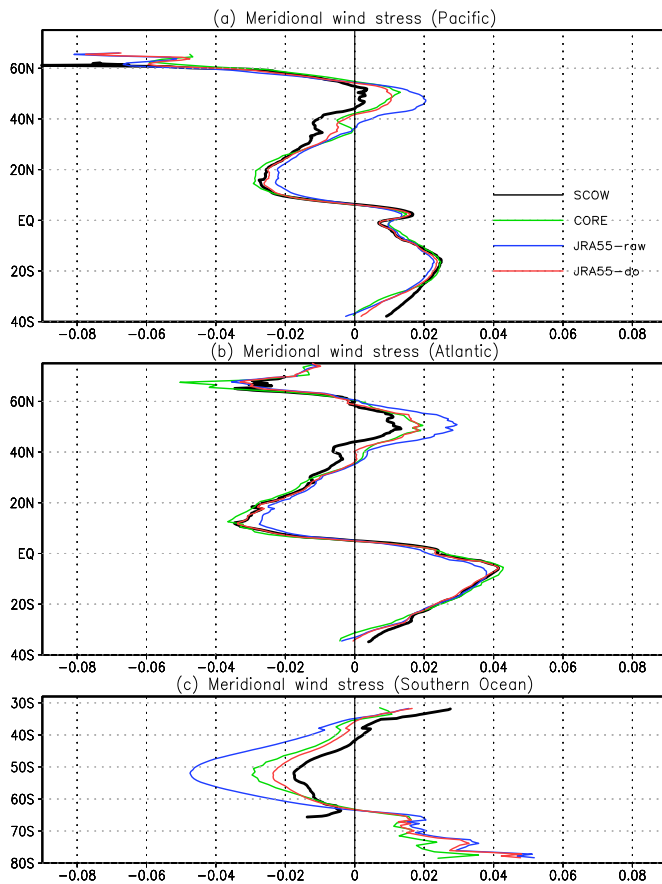 (a) Meridional wind stress (Pacific)
60N
40N
20N
EQ
20S
40S
SCOW
CORE
JRA55-raw
JRA55-do
-0.08 -0.06 -0.04 -0.02 0 0.02 0.04 0.06 0.08
(b) Meridional wind stress (Atlantic)
60N
40N
20N
EQ
20S
40S
-0.08 -0.06 -0.04 -0.02 0 0.02 0.04 0.06 0.08
(c) Meridional wind stress (Southern Ocean)
30S
40S
50S
60S
70S
80S
-0.08 -0.06 -0.04 -0.02 0 0.02 0.04 0.06 0.08